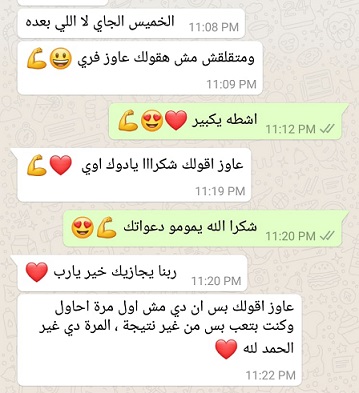 الخميس الجاي لا اللي بعده
11:08 PM
ومتقلقش مش هقولك عاوز فري 😃💪
11:09 PM
اشطه يكبير ❤️😍💪
11:12 PM
عاوز اقولك شكرااا يادوك اوي ❤️💪
11:19 PM
شكرا الله يمومو دعواتك 💪😍
11:20 PM
ربنا يجازيك خير يارب ❤️
11:20 PM
عاوز اقولك بس ان دي مش اول مرة احاول
وكنت بتعب بس من غير نتيجة ، المرة دي غير
الحمد لله ❤️
11:22 PM